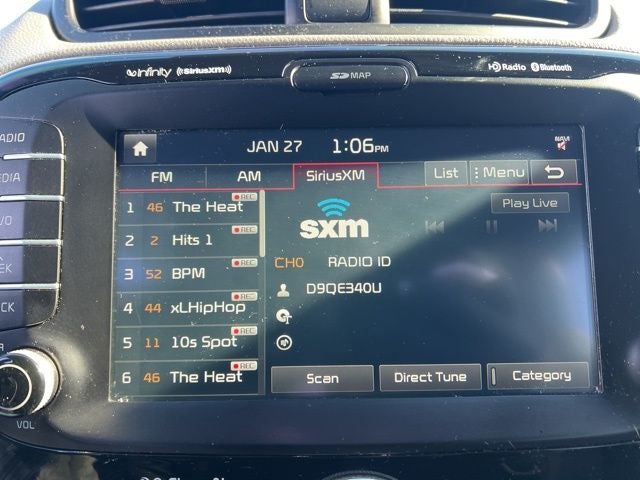 SD MAP
infinity ((SiriusXM))
HD Radio Bluetooth
JAN 27 1:06PM
NAVI
FM AM SiriusXM List Menu
Play Live
1 46 The Heat REC
2 2 Hits 1 REC
3 52 BPM REC
4 44 xLHipHop REC
5 11 10s Spot REC
6 46 The Heat REC
sxm
CH0 RADIO ID
D9QE340U
Scan Direct Tune Category
VOL